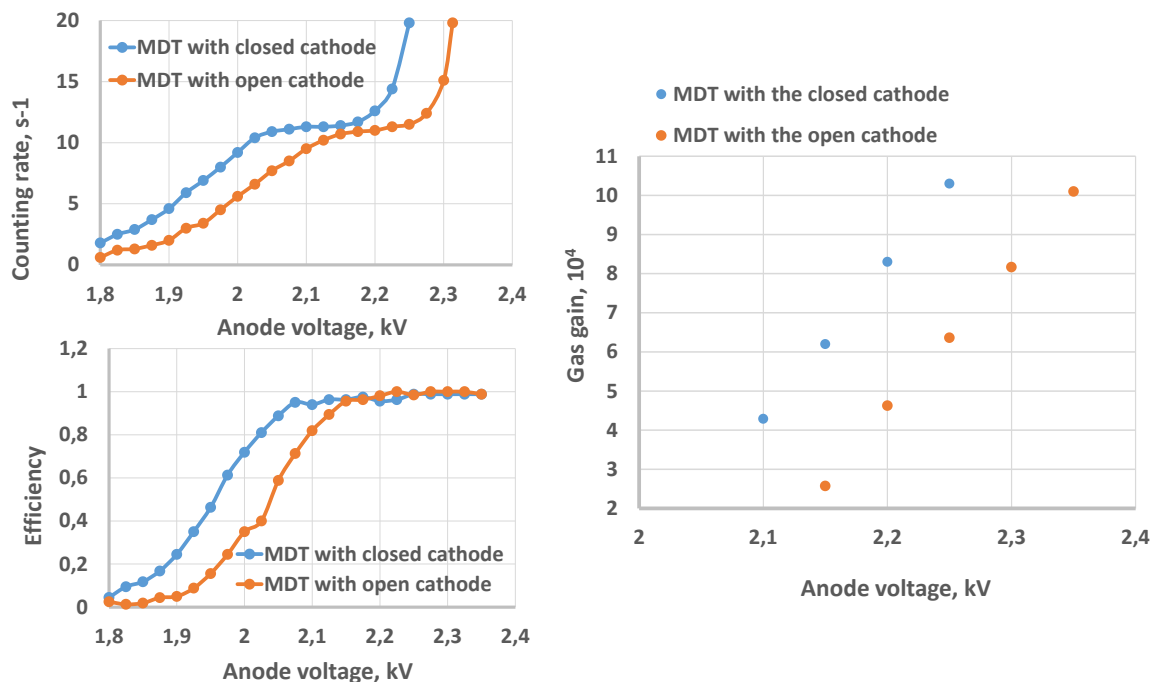 20
15
10
5
0
Counting rate, s-1
MDT with closed cathode
MDT with open cathode
1,8 1,9 2 2,1 2,2 2,3 2,4
Anode voltage, kV
1,2
1
0,8
0,6
0,4
0,2
0
Efficiency
MDT with closed cathode
MDT with open cathode
1,8 1,9 2 2,1 2,2 2,3 2,4
Anode voltage, kV
MDT with the closed cathode
MDT with the open cathode
11
10
9
8
7
6
5
4
3
2
Gas gain, 10⁴
2 2,1 2,2 2,3 2,4
Anode voltage, kV